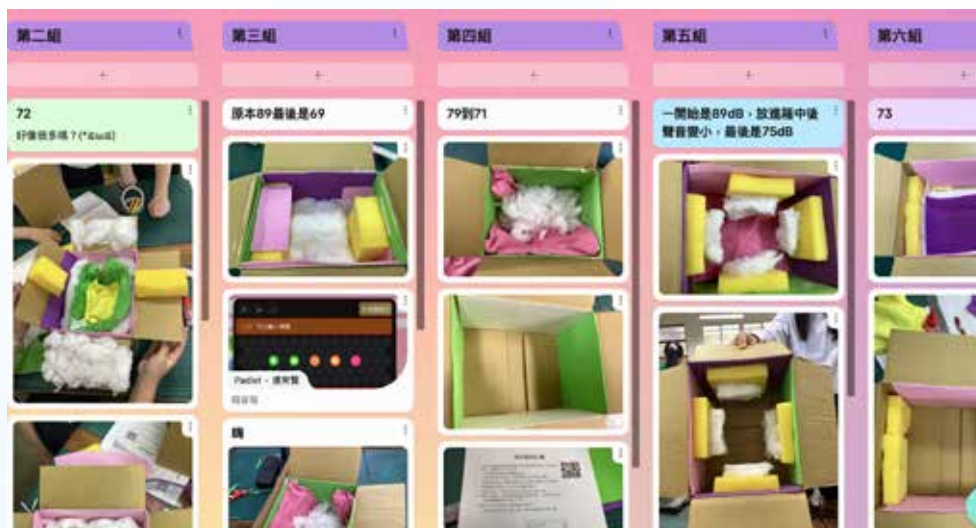 第二組
72
第三組
原本89最後是69
Padlet
嗨
第四組
79到71
第五組
一開始是89dB，放進箱中後
聲音變小，最後是75dB
第六組
73